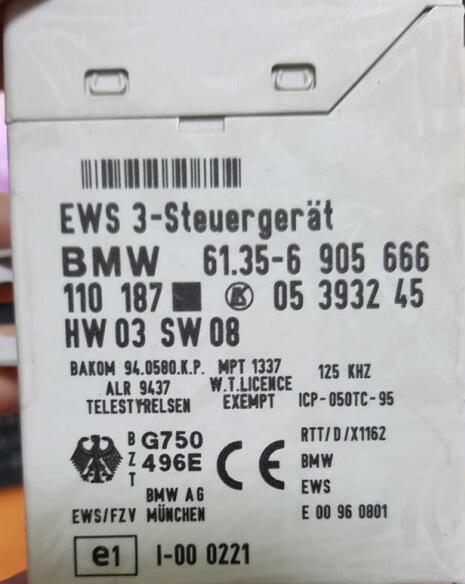 EWS 3-Steuergerät
BMW 61.35-6 905 666
110 187 K 05 3932 45
HW 03 SW 08
BAKOM 94.0580.K.P. MPT 1337 125 KHZ
ALR 9437 W.T.LICENCE
TELESTYRELSEN EXEMPT ICP-050TC-95
BZT G750 496E CE RTT/D/X1162
BMW
BMW AG EWS
EWS/FZV MÜNCHEN E 00 96 0801
e1 I-00 0221